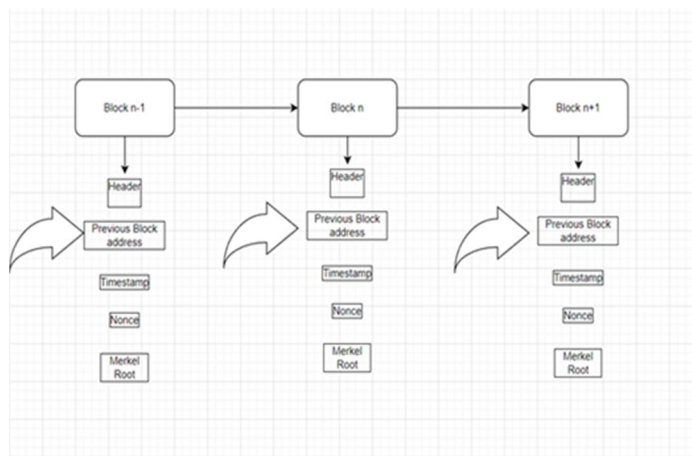 Block n-1
Block n
Block n+1
Header
Header
Header
Previous Block
address
Previous Block
address
Previous Block
address
Timestamp
Timestamp
Timestamp
Nonce
Nonce
Nonce
Merkel
Root
Merkel
Root
Merkel
Root